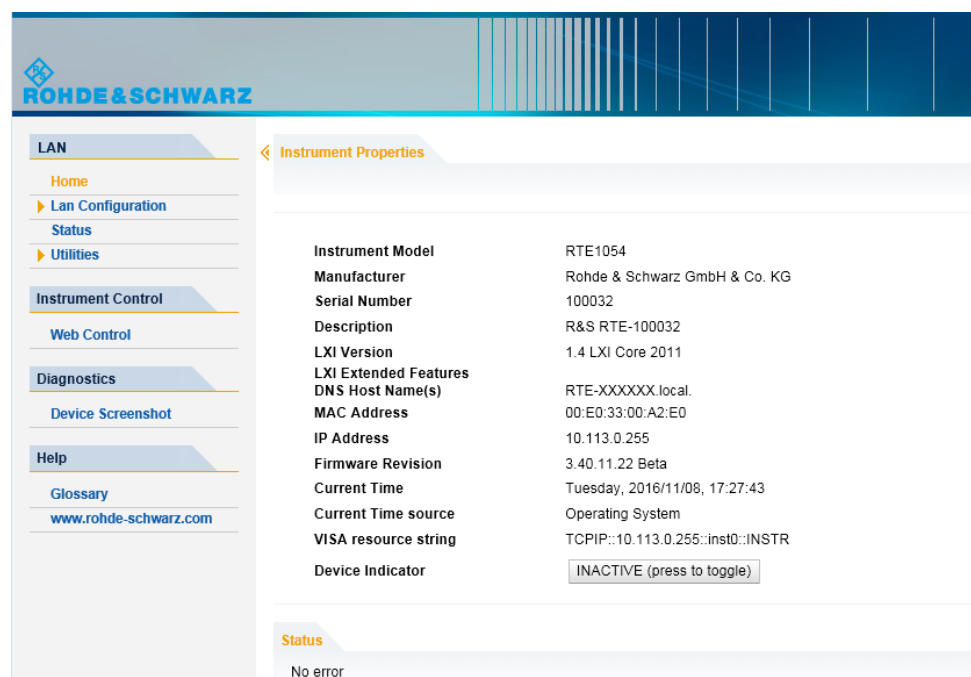 R&S
ROHDE&SCHWARZ
LAN
Home
Lan Configuration
Status
Utilities
Instrument Control
Web Control
Diagnostics
Device Screenshot
Help
Glossary
www.rohde-schwarz.com
Instrument Properties
Instrument Model RTE1054
Manufacturer Rohde & Schwarz GmbH & Co. KG
Serial Number 100032
Description R&S RTE-100032
LXI Version 1.4 LXI Core 2011
LXI Extended Features
DNS Host Name(s) RTE-XXXXXX.local.
MAC Address 00:E0:33:00:A2:E0
IP Address 10.113.0.255
Firmware Revision 3.40.11.22 Beta
Current Time Tuesday, 2016/11/08, 17:27:43
Current Time source Operating System
VISA resource string TCPIP::10.113.0.255::inst0::INSTR
Device Indicator INACTIVE (press to toggle)
Status
No error